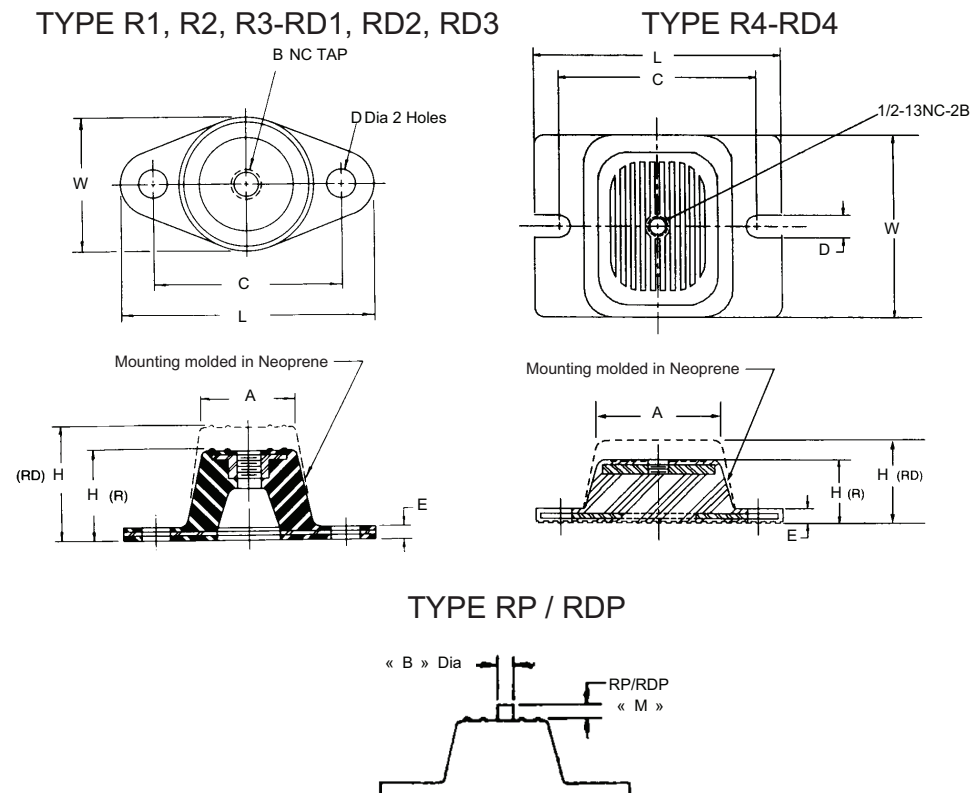 TYPE R1, R2, R3-RD1, RD2, RD3
B NC TAP
D Dia 2 Holes
W
C
L
Mounting molded in Neoprene
A
(RD) H
H (R)
E
TYPE R4-RD4
L
C
1/2-13NC-2B
W
D
Mounting molded in Neoprene
A
H (R)
H (RD)
E
TYPE RP / RDP
« B » Dia
RP/RDP
« M »